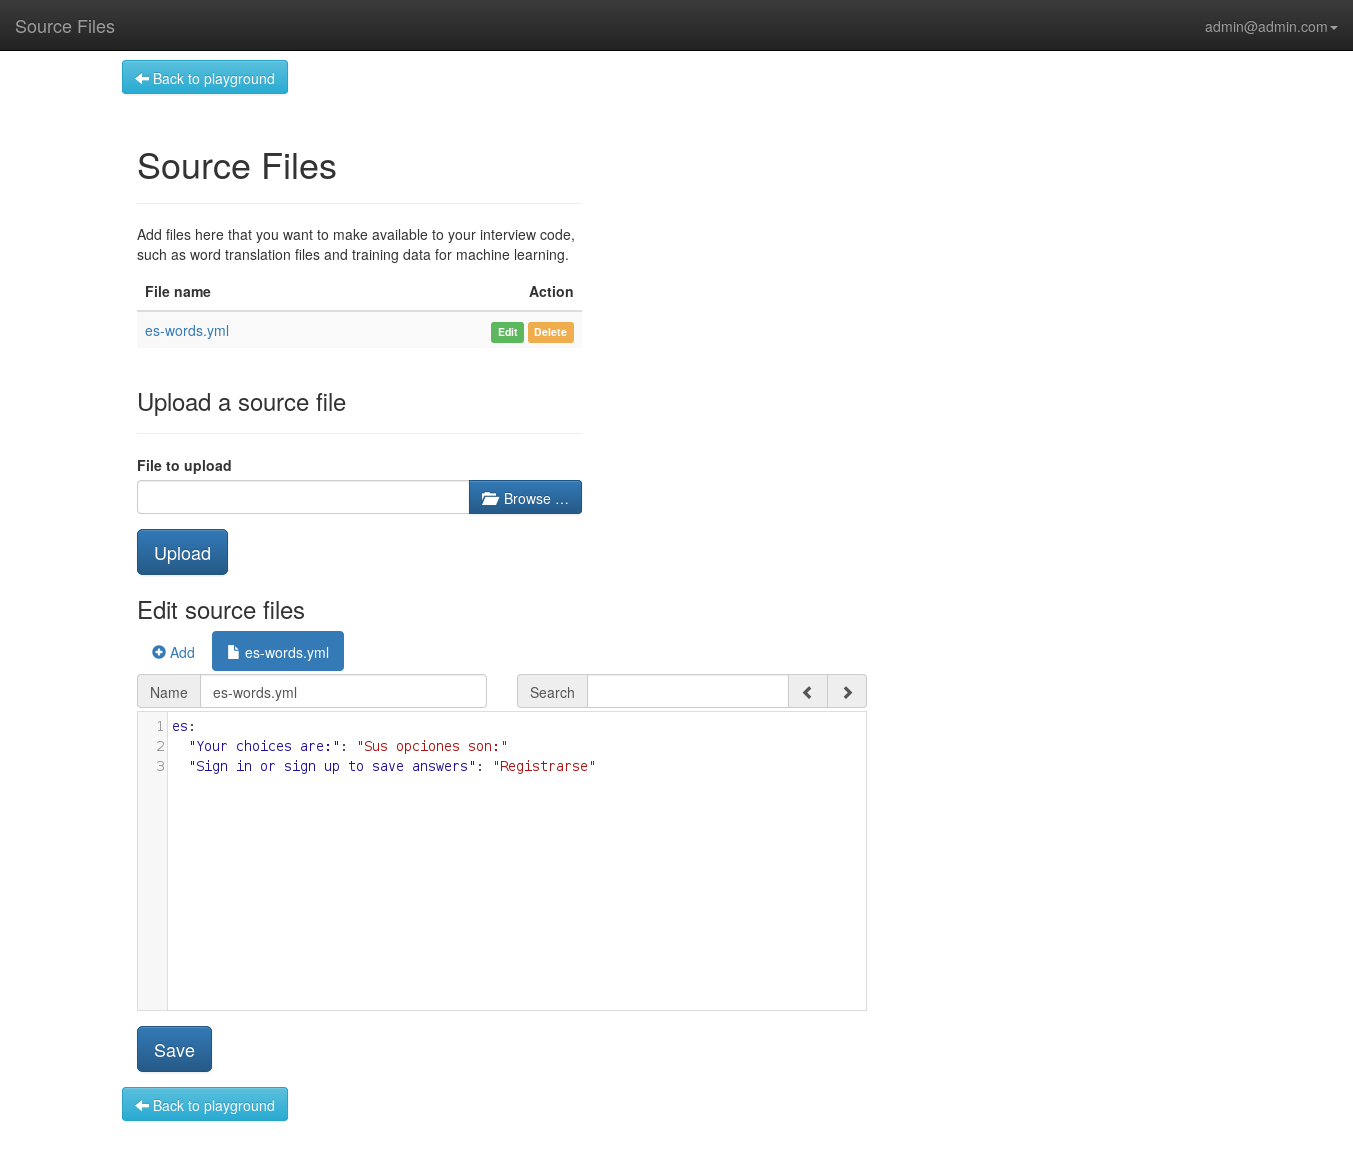 Source Files
admin@admin.com
Back to playground
Source Files
Add files here that you want to make available to your interview code,
such as word translation files and training data for machine learning.
File name Action
es-words.yml Edit Delete
Upload a source file
File to upload
Browse …
Upload
Edit source files
Add es-words.yml
Name es-words.yml Search
1 es:
2 "Your choices are:": "Sus opciones son:"
3 "Sign in or sign up to save answers": "Registrarse"
Save
Back to playground